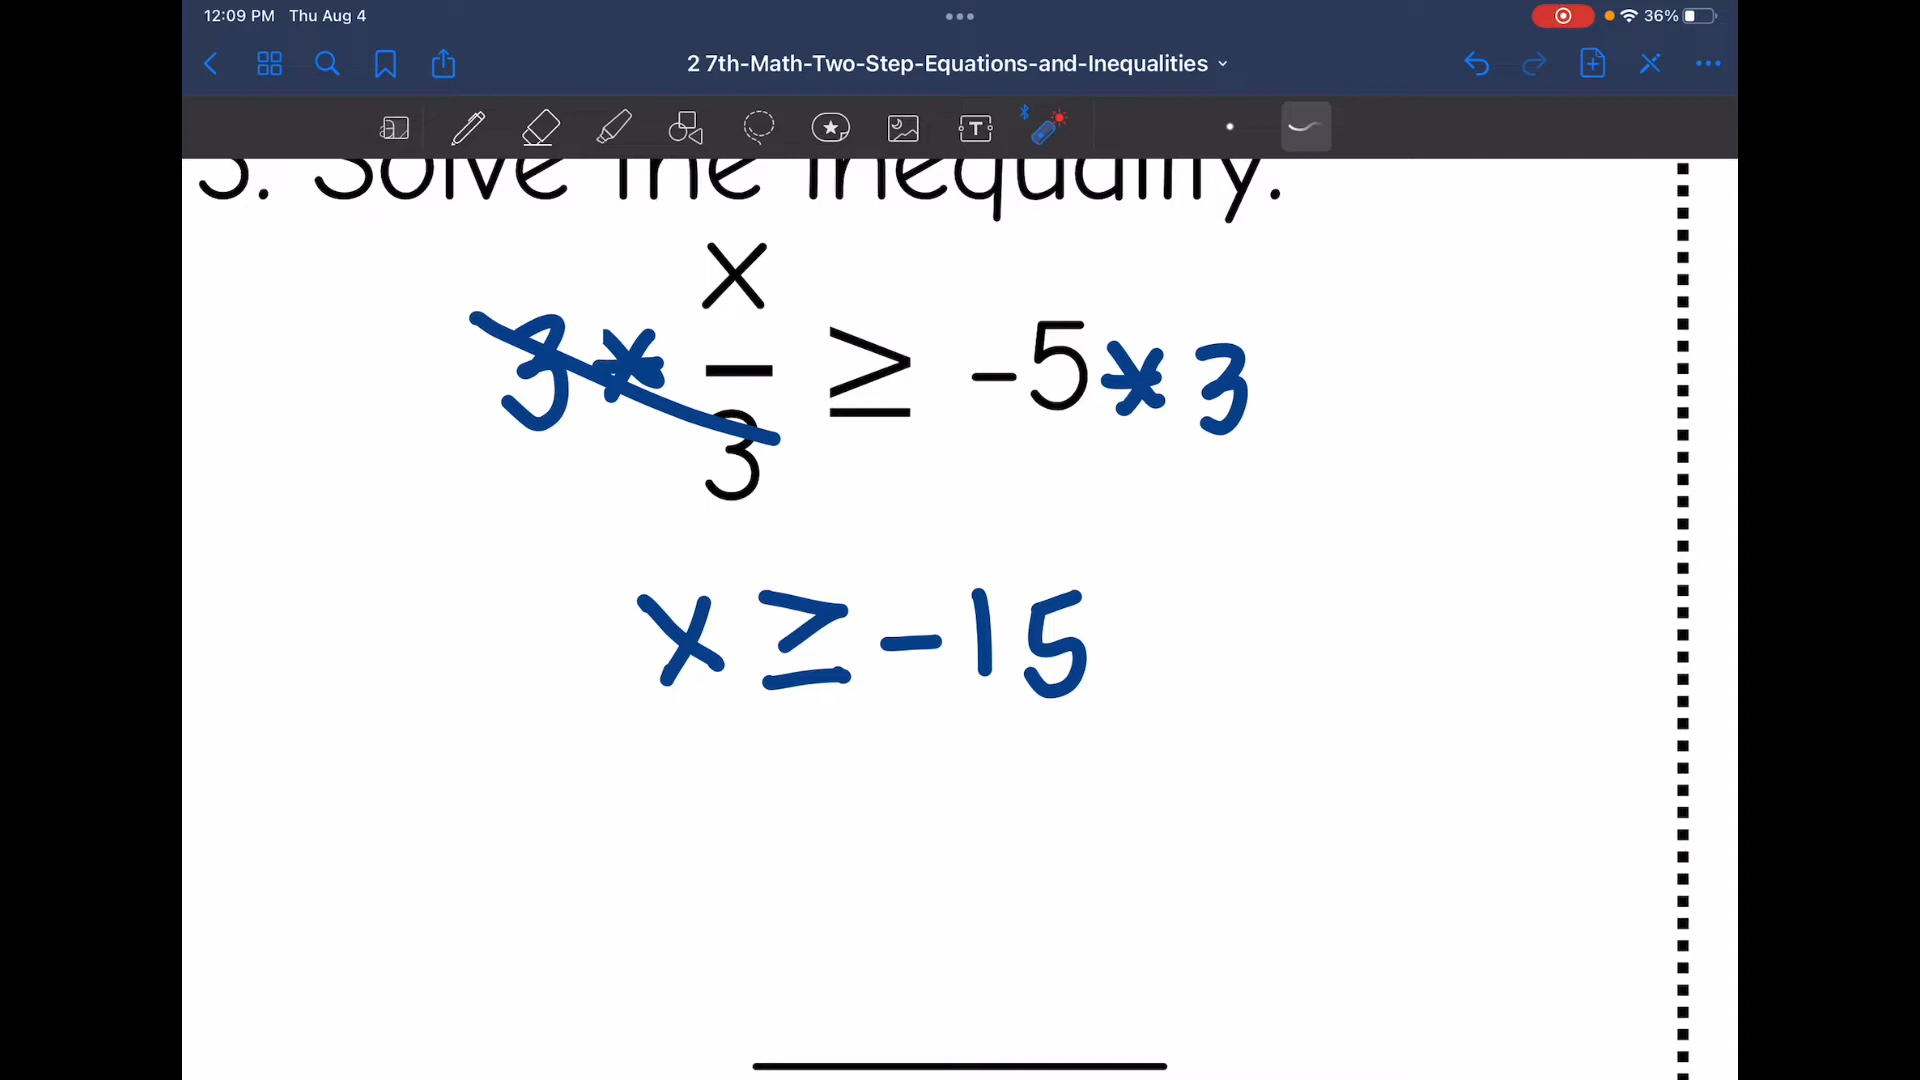 12:09 PM Thu Aug 4
36%
2 7th-Math-Two-Step-Equations-and-Inequalities
T
Solve the inequality.
3 * x/3 ≥ -5 * 3
x ≥ -15